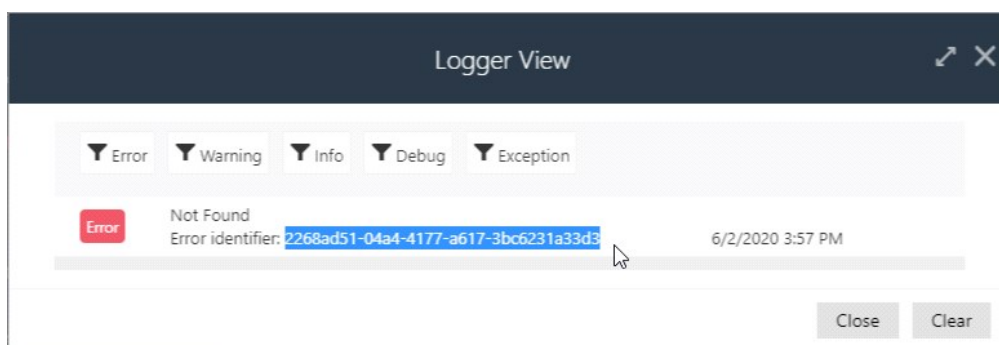 Logger View
Error Warning Info Debug Exception
Error
Not Found
Error identifier: 2268ad51-04a4-4177-a617-3bc6231a33d3
6/2/2020 3:57 PM
Close Clear